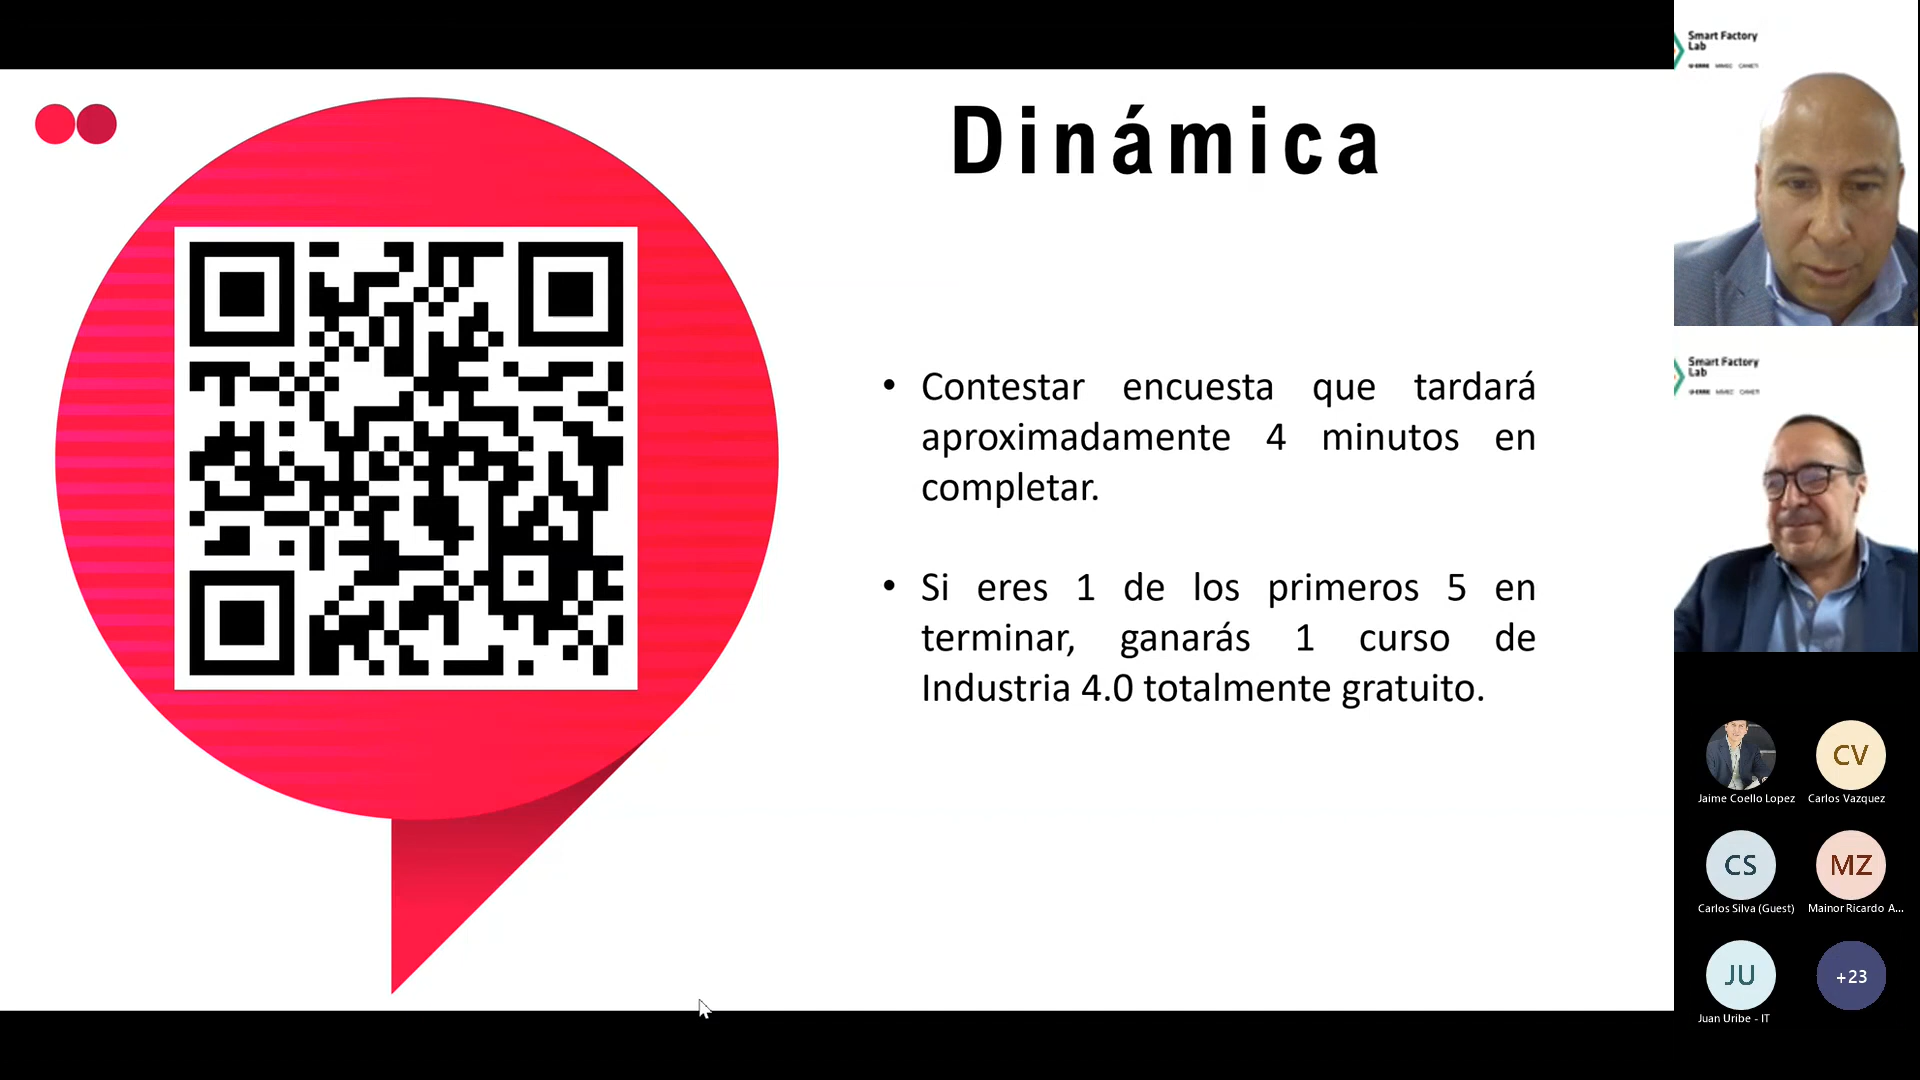 Dinámica
• Contestar encuesta que tardará
aproximadamente 4 minutos en
completar.
• Si eres 1 de los primeros 5 en
terminar, ganarás 1 curso de
Industria 4.0 totalmente gratuito.
Smart Factory
Lab
Smart Factory
Lab
CV
Jaime Coello Lopez
Carlos Vazquez
CS
MZ
Carlos Silva (Guest)
Mainor Ricardo A...
JU
+23
Juan Uribe - IT